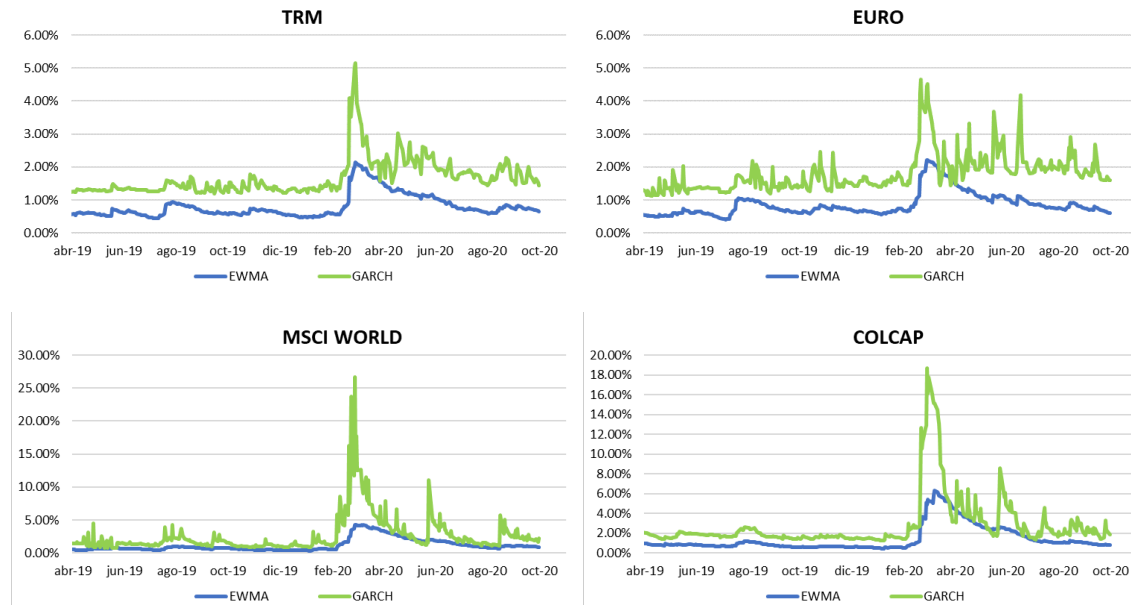 TRM
6.00%
5.00%
4.00%
3.00%
2.00%
1.00%
0.00%
abr-19 jun-19 ago-19 oct-19 dic-19 feb-20 abr-20 jun-20 ago-20 oct-20
EWMA GARCH
EURO
6.00%
5.00%
4.00%
3.00%
2.00%
1.00%
0.00%
abr-19 jun-19 ago-19 oct-19 dic-19 feb-20 abr-20 jun-20 ago-20 oct-20
EWMA GARCH
MSCI WORLD
30.00%
25.00%
20.00%
15.00%
10.00%
5.00%
0.00%
abr-19 jun-19 ago-19 oct-19 dic-19 feb-20 abr-20 jun-20 ago-20 oct-20
EWMA GARCH
COLCAP
20.00%
18.00%
16.00%
14.00%
12.00%
10.00%
8.00%
6.00%
4.00%
2.00%
0.00%
abr-19 jun-19 ago-19 oct-19 dic-19 feb-20 abr-20 jun-20 ago-20 oct-20
EWMA GARCH